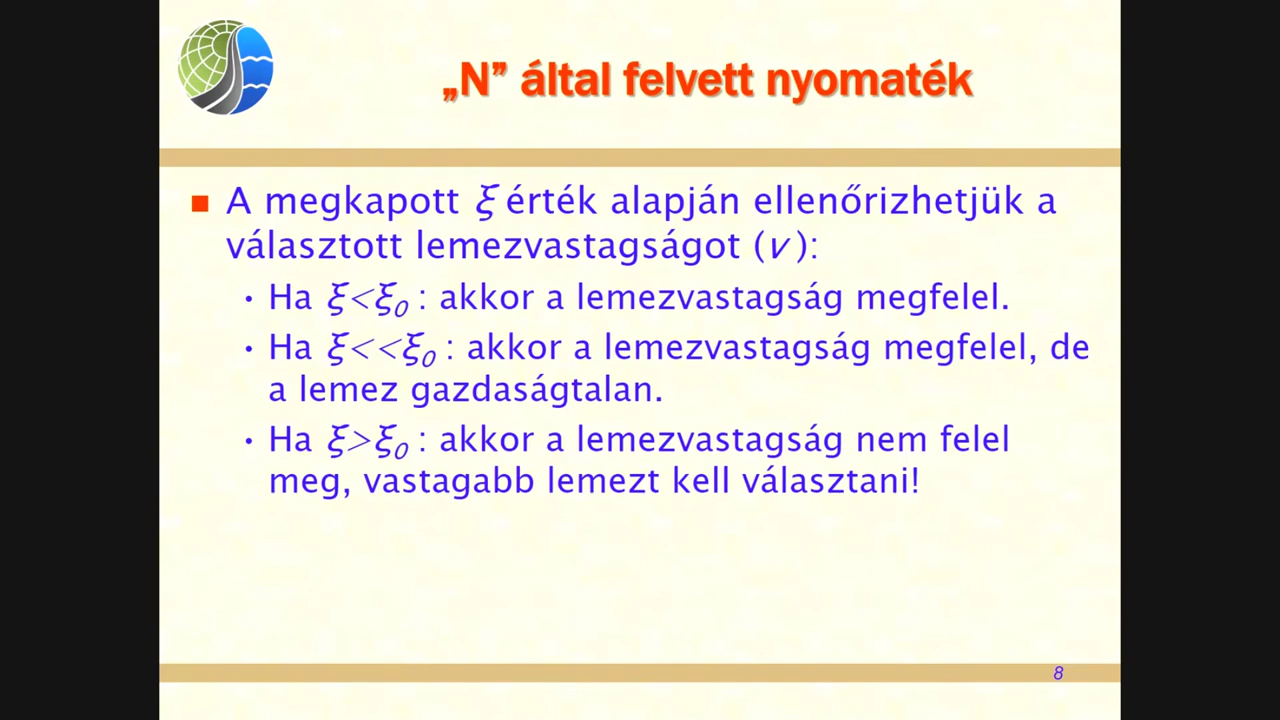 „N” által felvett nyomaték
A megkapott ξ érték alapján ellenőrizhetjük a
választott lemezvastagságot (v ):
• Ha ξ<ξ₀ : akkor a lemezvastagság megfelel.
• Ha ξ<<ξ₀ : akkor a lemezvastagság megfelel, de
a lemez gazdaságtalan.
• Ha ξ>ξ₀ : akkor a lemezvastagság nem felel
meg, vastagabb lemezt kell választani!
8